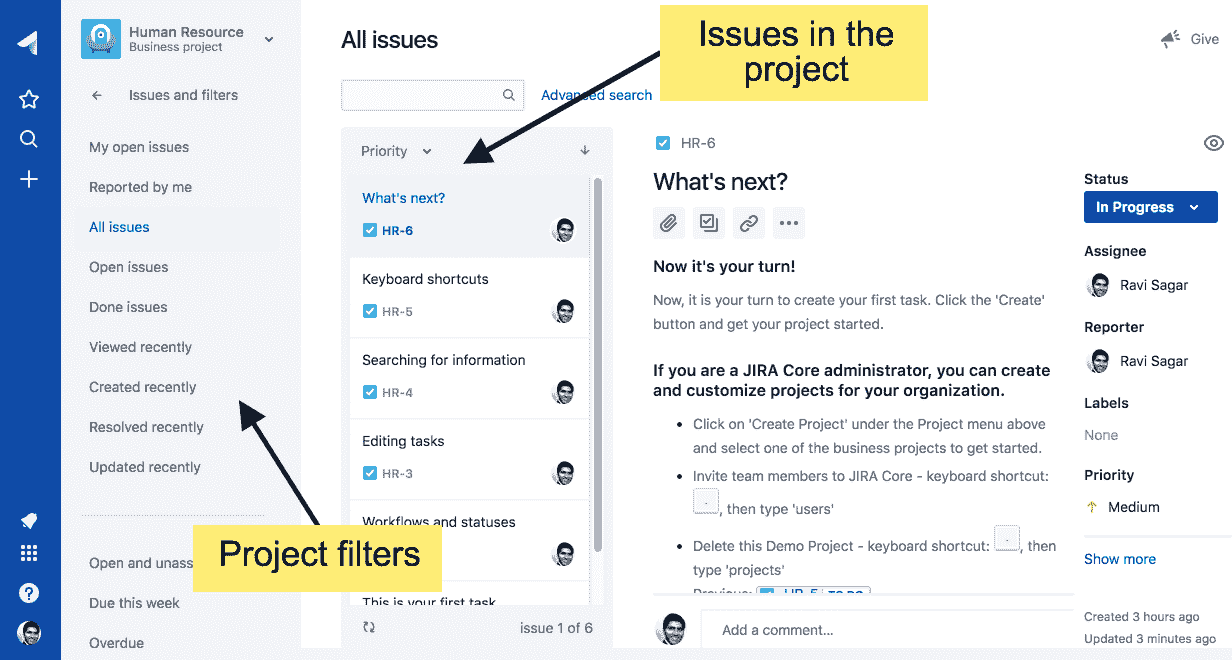 Human Resource
Business project
Issues and filters
My open issues
Reported by me
All issues
Open issues
Done issues
Viewed recently
Created recently
Resolved recently
Updated recently
Open and unass
Due this week
Overdue
Project filters
All issues
Advanced search
Issues in the
project
Give
Priority
What's next?
HR-6
Keyboard shortcuts
HR-5
Searching for information
HR-4
Editing tasks
HR-3
Workflows and statuses
This is your first task
issue 1 of 6
HR-6
What's next?
Now it's your turn!
Now, it is your turn to create your first task. Click the 'Create'
button and get your project started.
If you are a JIRA Core administrator, you can create
and customize projects for your organization.
• Click on 'Create Project' under the Project menu above
and select one of the business projects to get started.
• Invite team members to JIRA Core - keyboard shortcut:
. , then type 'users'
• Delete this Demo Project - keyboard shortcut: . , then
type 'projects'
Previous: HR-5 TO DO
Add a comment...
Status
In Progress
Assignee
Ravi Sagar
Reporter
Ravi Sagar
Labels
None
Priority
Medium
Show more
Created 3 hours ago
Updated 3 minutes ago